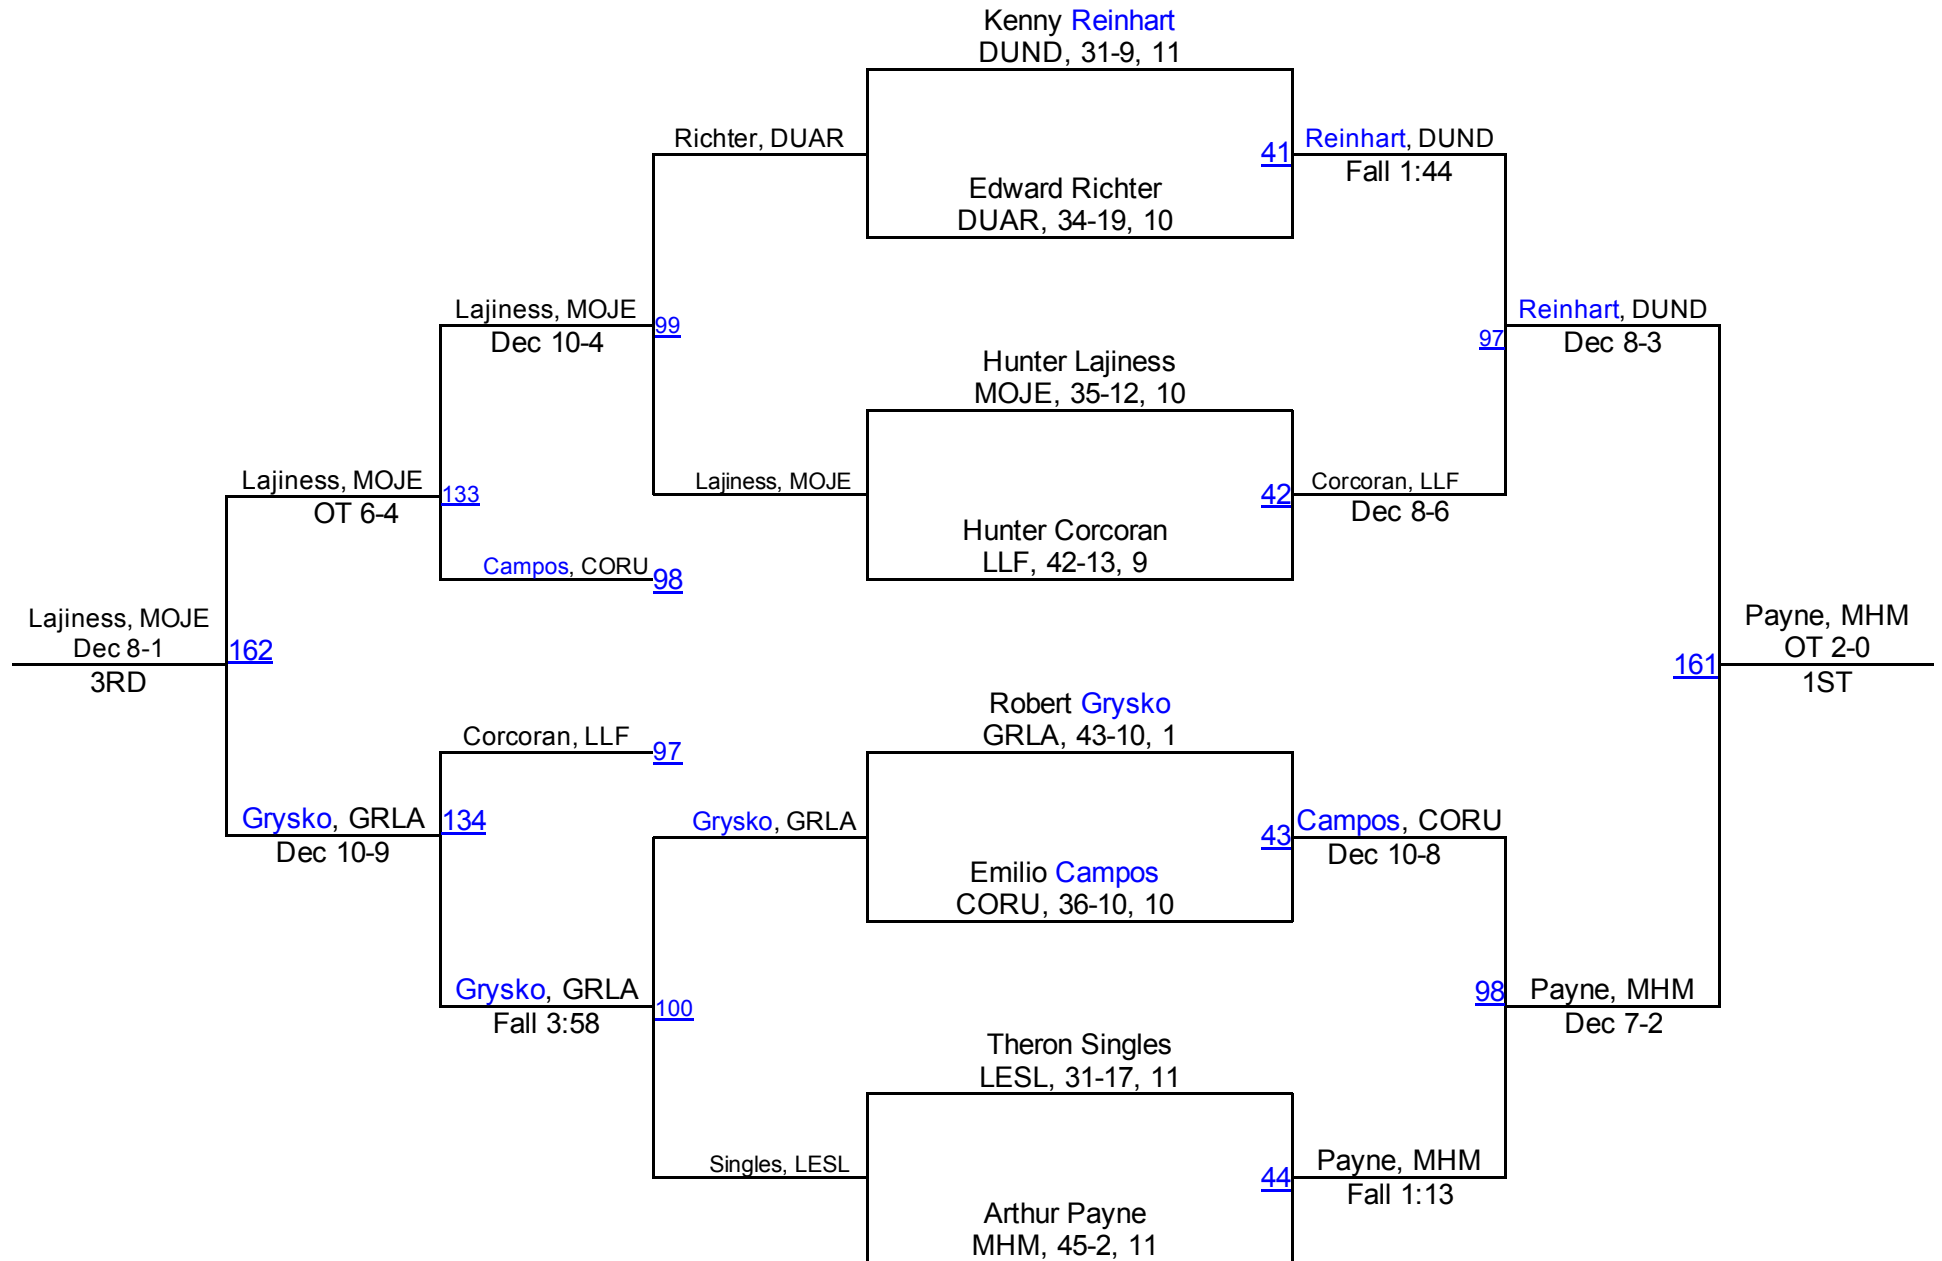 Kenny Reinhart
DUND, 31-9, 11
Richter, DUAR
41
Reinhart, DUND
Fall 1:44
Edward Richter
DUAR, 34-19, 10
Lajiness, MOJE
99
Dec 10-4
Reinhart, DUND
97
Dec 8-3
Hunter Lajiness
MOJE, 35-12, 10
Lajiness, MOJE
133
OT 6-4
Lajiness, MOJE
42
Corcoran, LLF
Dec 8-6
Hunter Corcoran
LLF, 42-13, 9
Campos, CORU
98
Lajiness, MOJE
Dec 8-1
162
3RD
Payne, MHM
OT 2-0
161
1ST
Robert Grysko
GRLA, 43-10, 1
Corcoran, LLF
97
Grysko, GRLA
134
Dec 10-9
Grysko, GRLA
43
Campos, CORU
Dec 10-8
Emilio Campos
CORU, 36-10, 10
Grysko, GRLA
100
Fall 3:58
98
Payne, MHM
Dec 7-2
Theron Singles
LESL, 31-17, 11
Singles, LESL
44
Payne, MHM
Fall 1:13
Arthur Payne
MHM, 45-2, 11